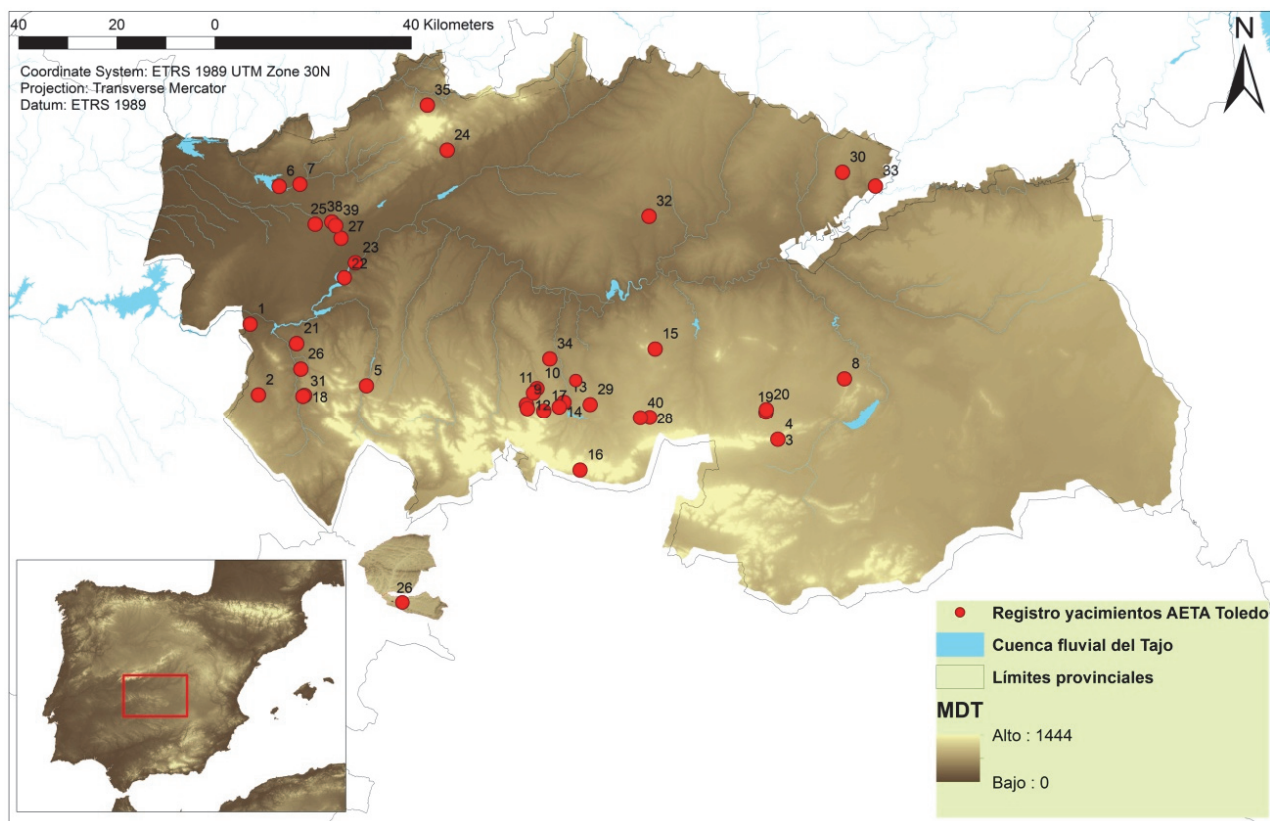 40 20 0 40 Kilometers
Coordinate System: ETRS 1989 UTM Zone 30N
Projection: Transverse Mercator
Datum: ETRS 1989
N
35
24
30
6 7
33
32
25 38 39
27
23
22
1
21
15
34
26
8
5
10
11
13
2
31
9
29
19 20
18
17
12
14
40
28
4
3
16
26
Registro yacimientos AETA Toledo
Cuenca fluvial del Tajo
Límites provinciales
MDT
Alto : 1444
Bajo : 0